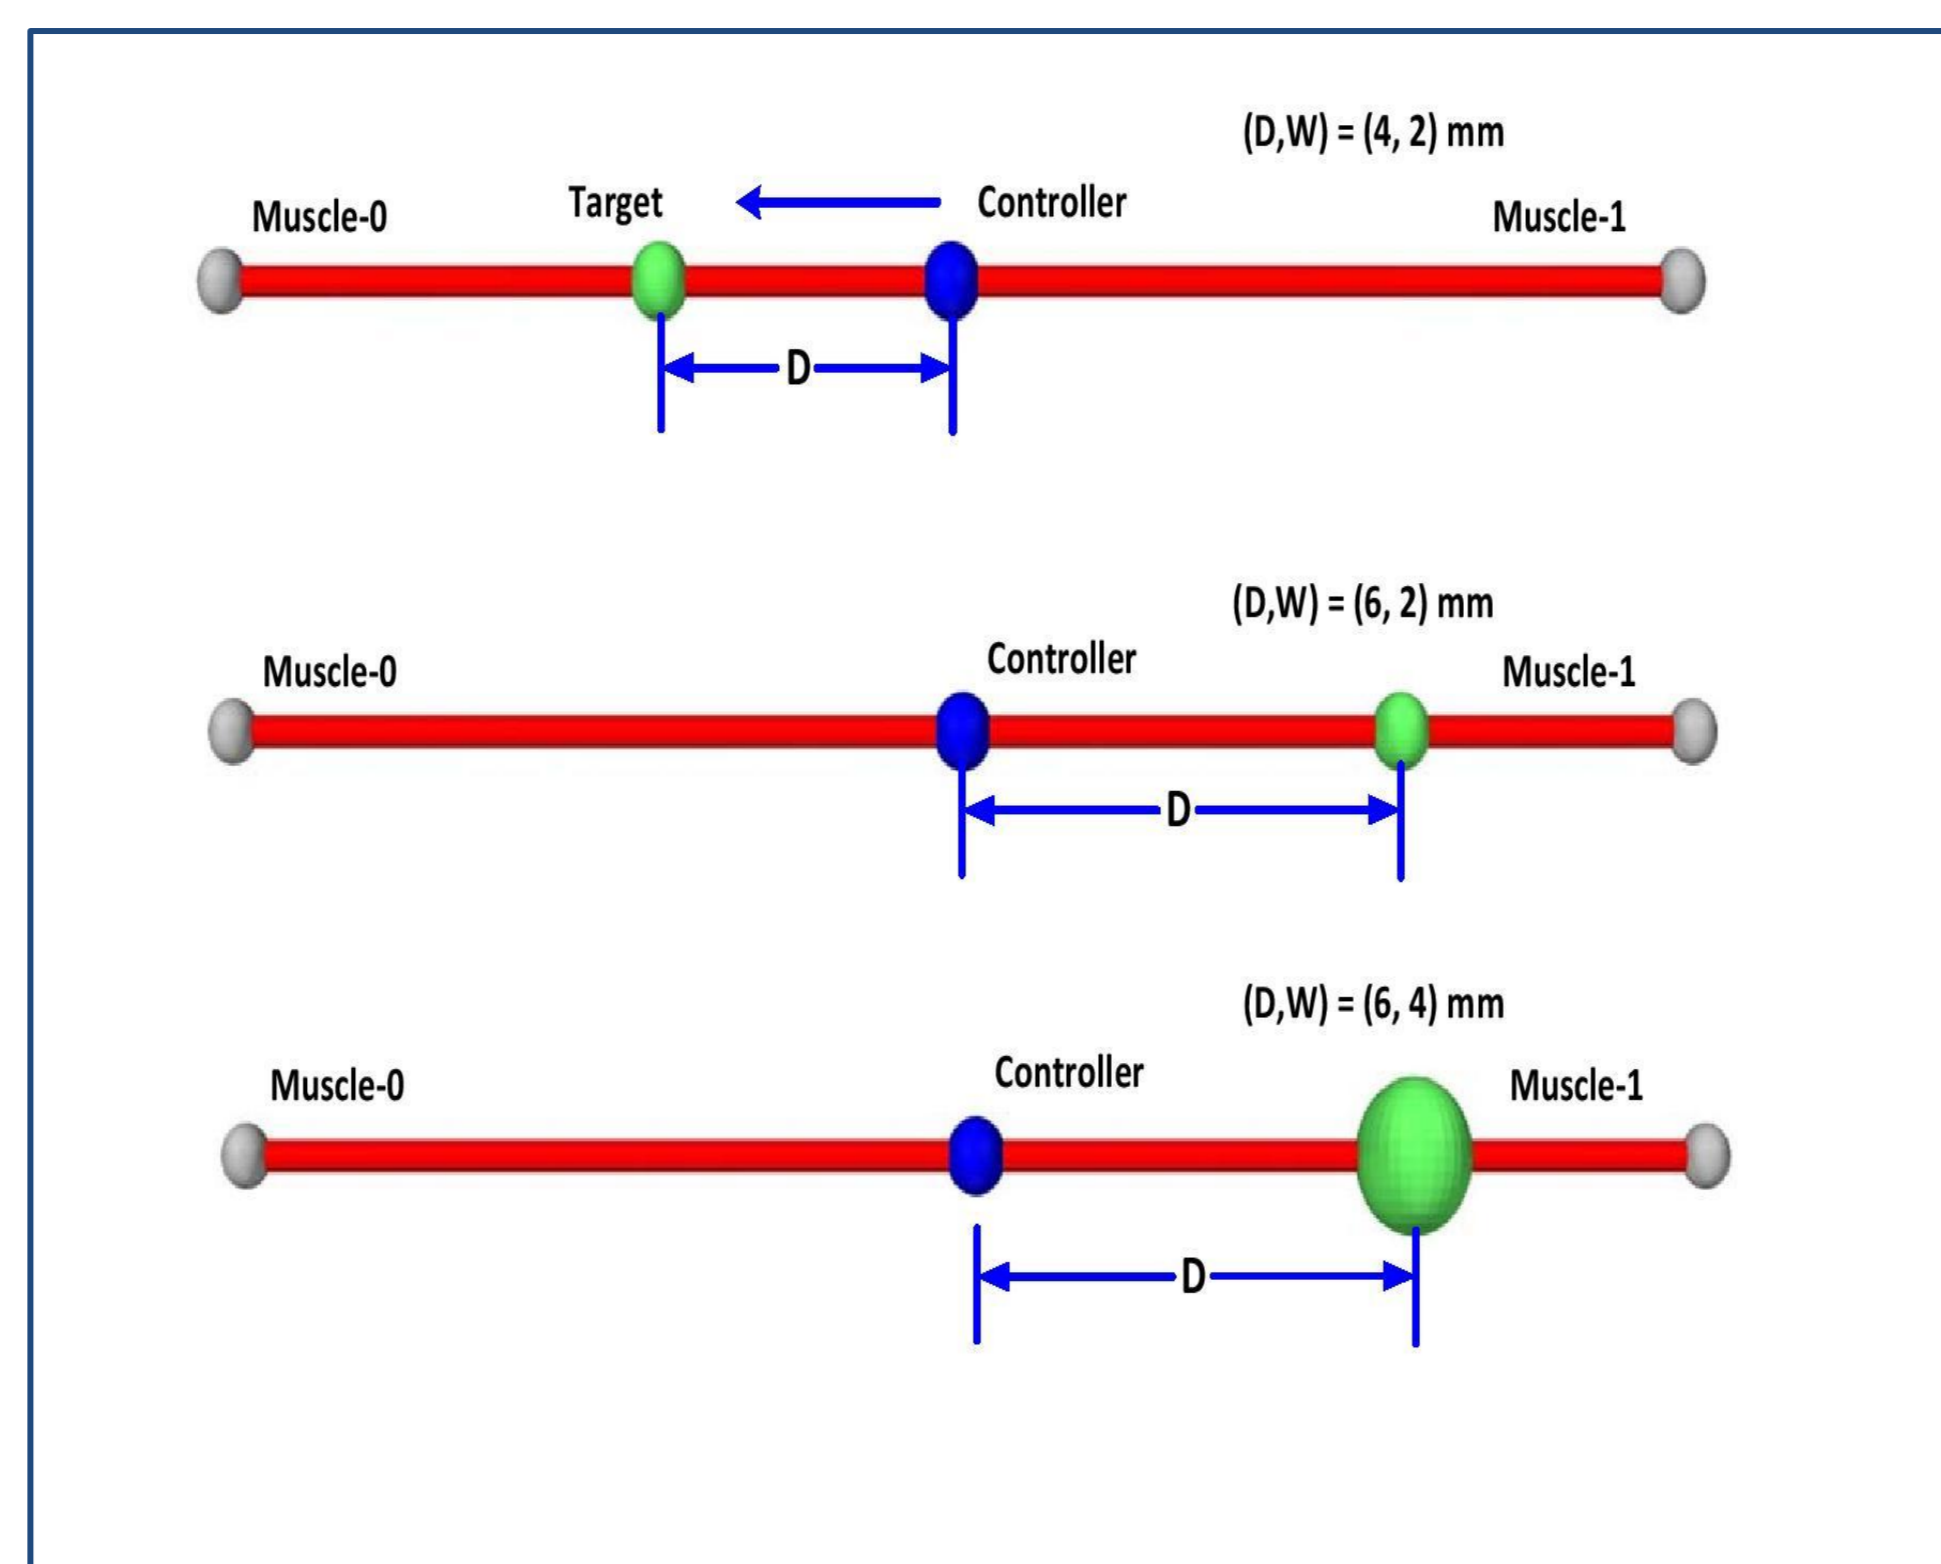 (D,W) = (4, 2) mm
Target
Controller
Muscle-0
Muscle-1
D
(D,W) = (6, 2) mm
Controller
Muscle-0
Muscle-1
D
(D,W) = (6, 4) mm
Controller
Muscle-0
Muscle-1
D